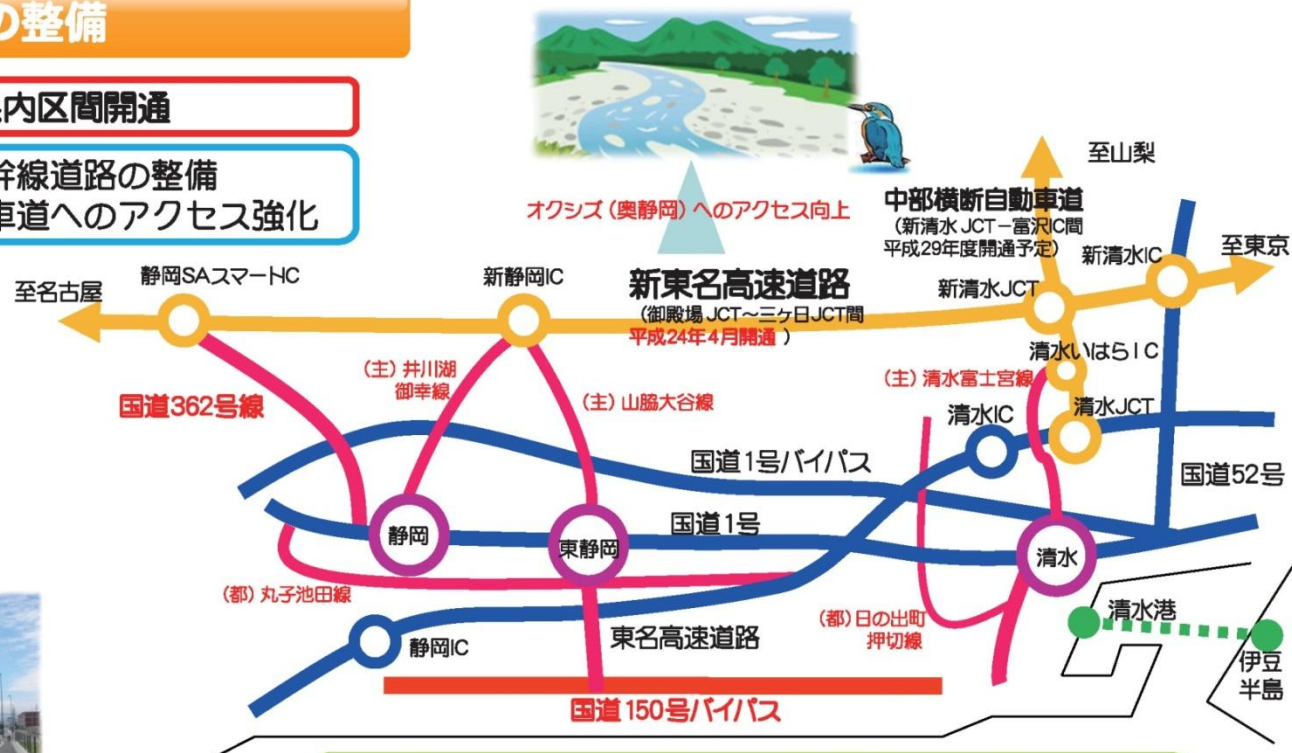 の整備
内区間開通
幹線道路の整備
車道へのアクセス強化
オクシズ（奥静岡）へのアクセス向上
至山梨
中部横断自動車道
（新清水JCT－富沢IC間
平成29年度開通予定）
新清水IC
至東京
至名古屋
静岡SAスマートIC
新静岡IC
新東名高速道路
（御殿場JCT～三ヶ日JCT間
平成24年4月開通）
新清水JCT
清水いはらIC
（主）井川湖
御幸線
（主）清水富士宮線
国道362号線
（主）山脇大谷線
清水IC
清水JCT
国道1号バイパス
国道52号
国道1号
静岡
東静岡
清水
（都）丸子池田線
（都）日の出町
押切線
清水港
静岡IC
東名高速道路
伊豆
半島
国道150号バイパス